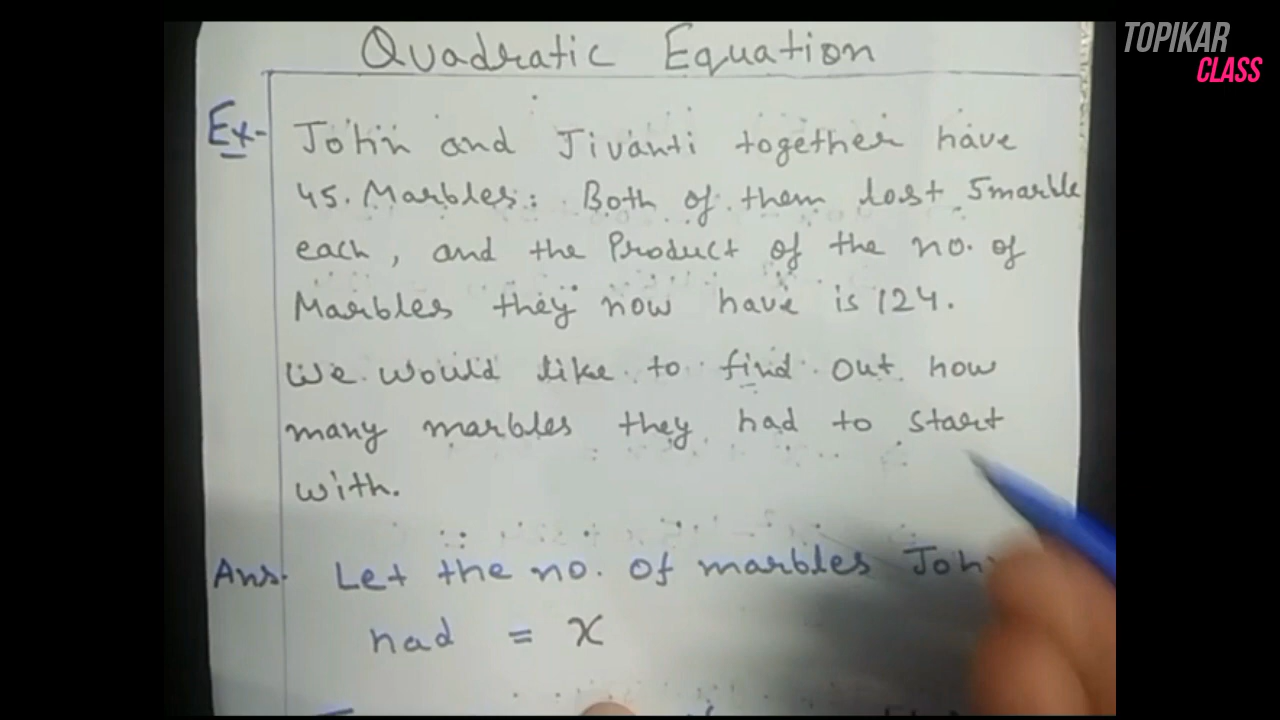 TOPIKAR
CLASS
Quadratic Equation
Ex- John and Jivanti together have
45. Marbles: Both of them lost 5marble
each, and the Product of the no. of
Marbles they now have is 124.
We would like to find out how
many marbles they had to start
with.
Ans. Let the no. of marbles Joh
had = x